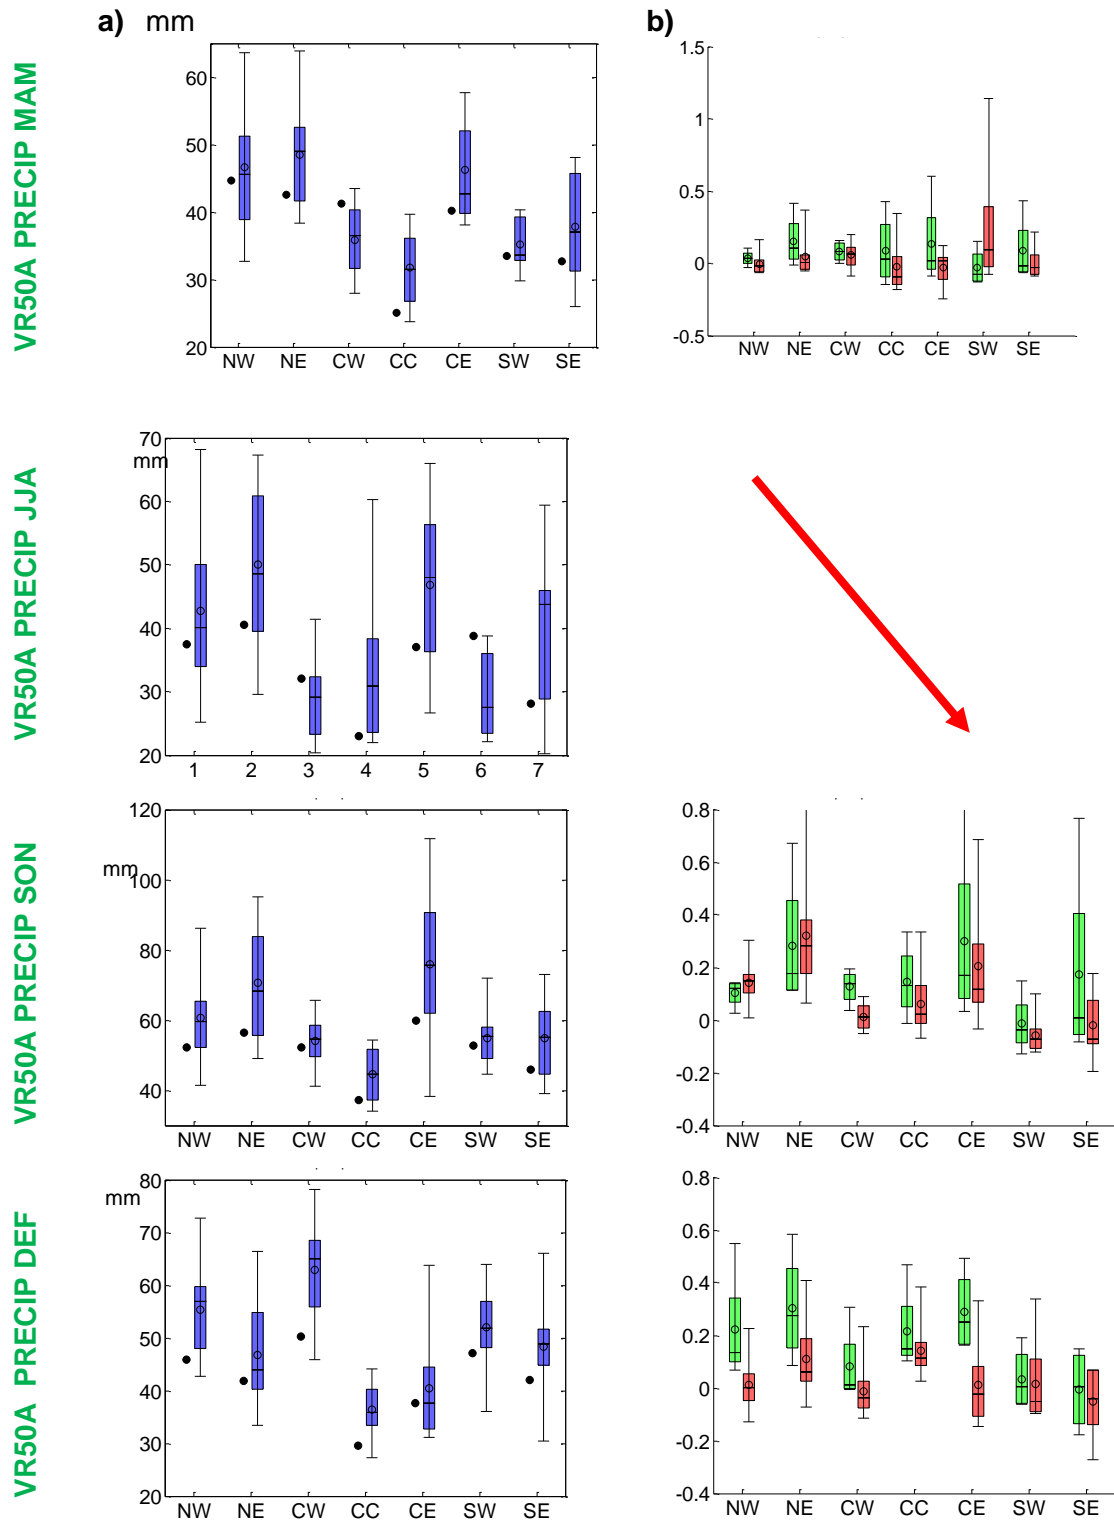 a) mm
b)
VR50A PRECIP MAM
60
50
40
30
20
NW NE CW CC CE SW SE
1.5
1
0.5
0
-0.5
NW NE CW CC CE SW SE
VR50A PRECIP JJA
70
mm
60
50
40
30
20
1 2 3 4 5 6 7
VR50A PRECIP SON
120
mm
100
80
60
40
NW NE CW CC CE SW SE
0.8
0.6
0.4
0.2
0
-0.2
-0.4
NW NE CW CC CE SW SE
VR50A PRECIP DEF
80
mm
70
60
50
40
30
20
NW NE CW CC CE SW SE
0.8
0.6
0.4
0.2
0
-0.2
-0.4
NW NE CW CC CE SW SE